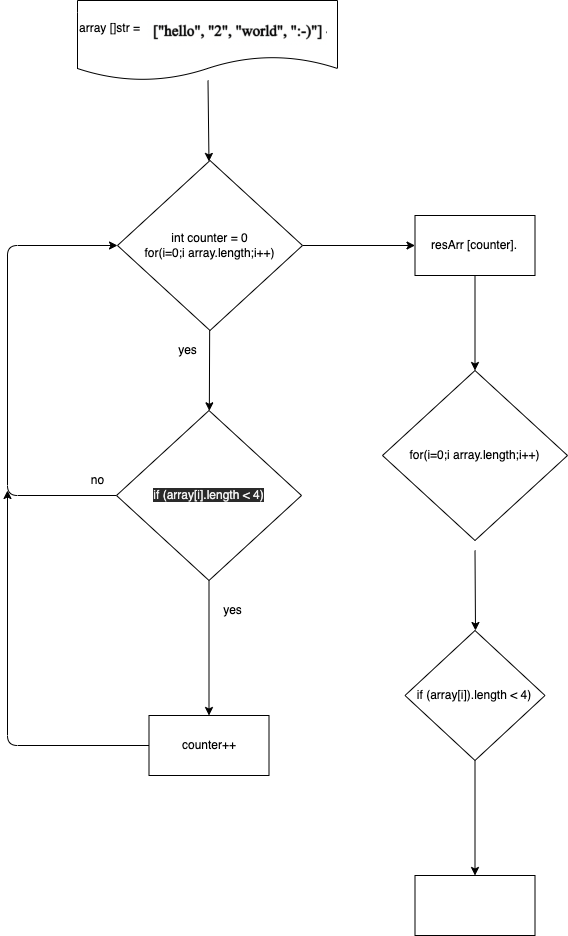 array []str = ["hello", "2", "world", ":-)"]
int counter = 0
for(i=0;i array.length;i++)
resArr [counter].
yes
for(i=0;i array.length;i++)
no
if (array[i].length < 4)
yes
if (array[i]).length < 4)
counter++